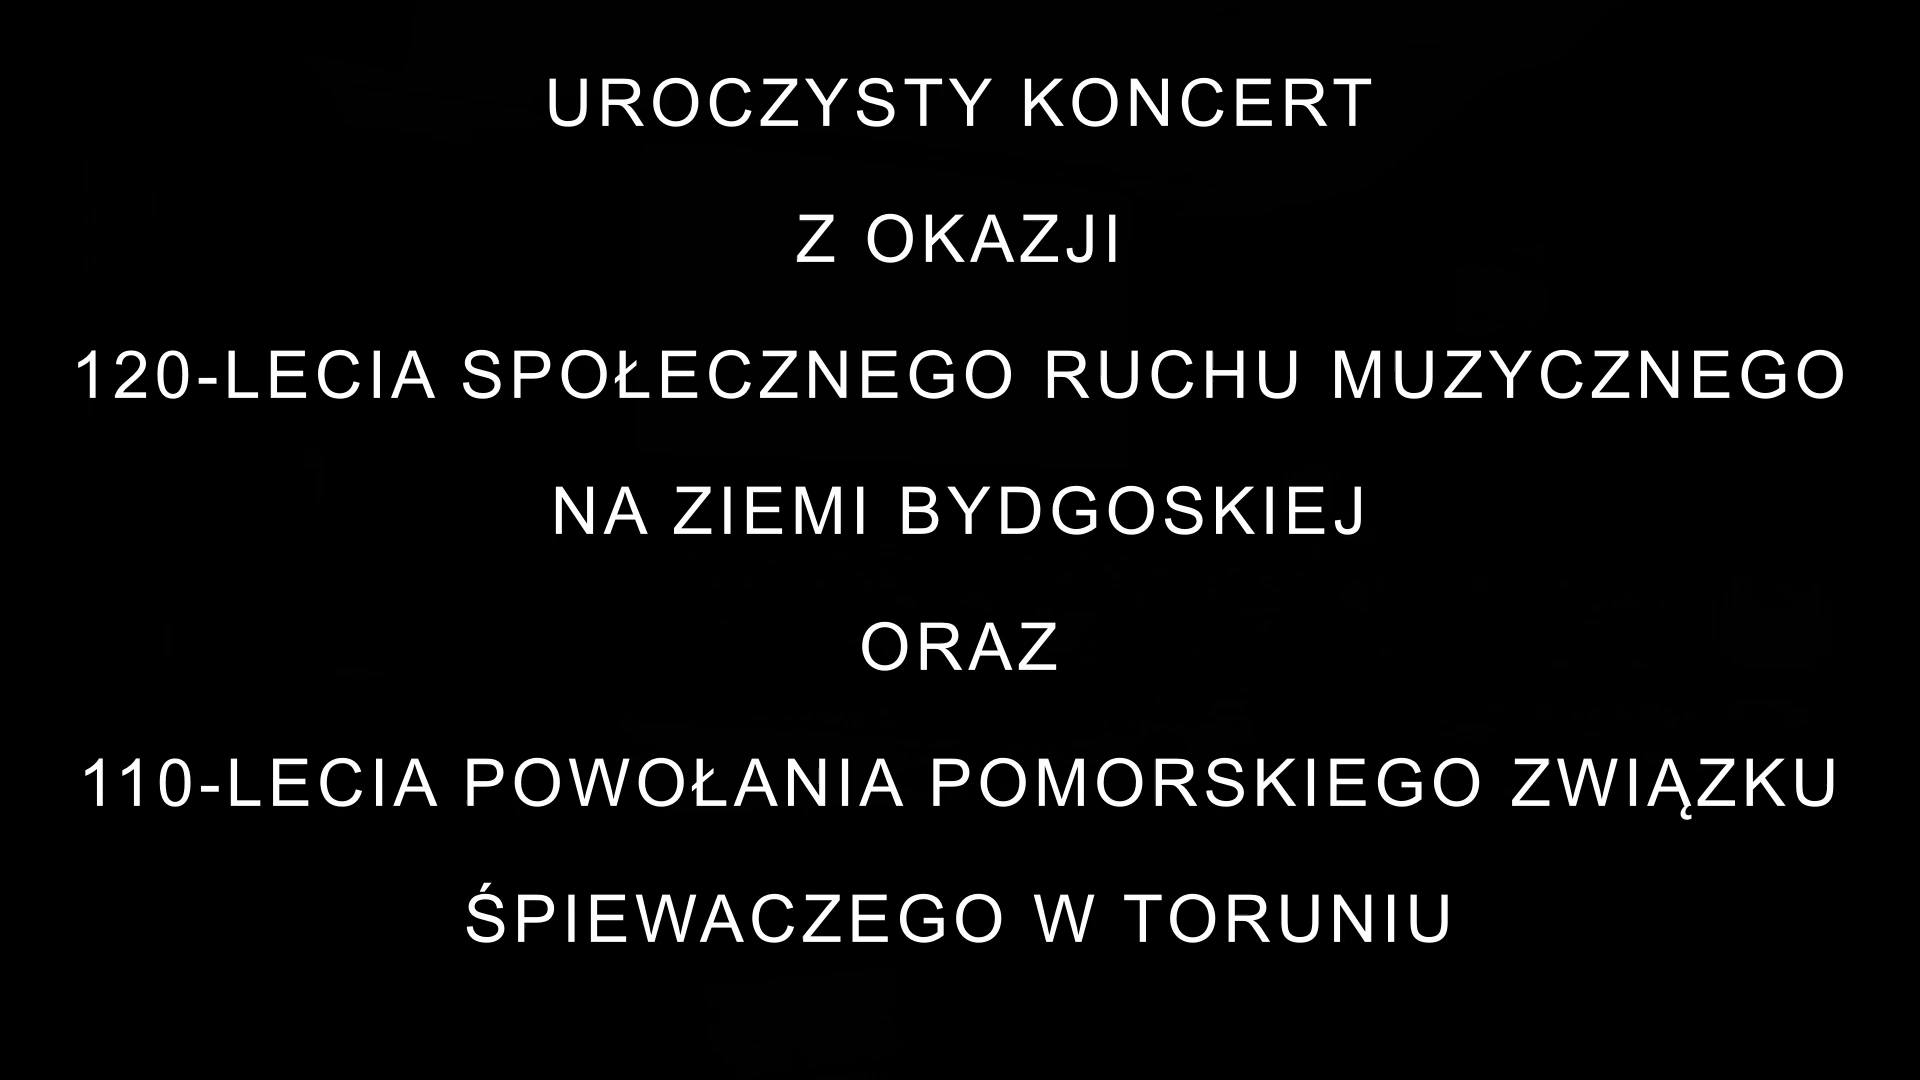 UROCZYSTY KONCERT
Z OKAZJI
120-LECIA SPOŁECZNEGO RUCHU MUZYCZNEGO
NA ZIEMI BYDGOSKIEJ
ORAZ
110-LECIA POWOŁANIA POMORSKIEGO ZWIĄZKU
ŚPIEWACZEGO W TORUNIU